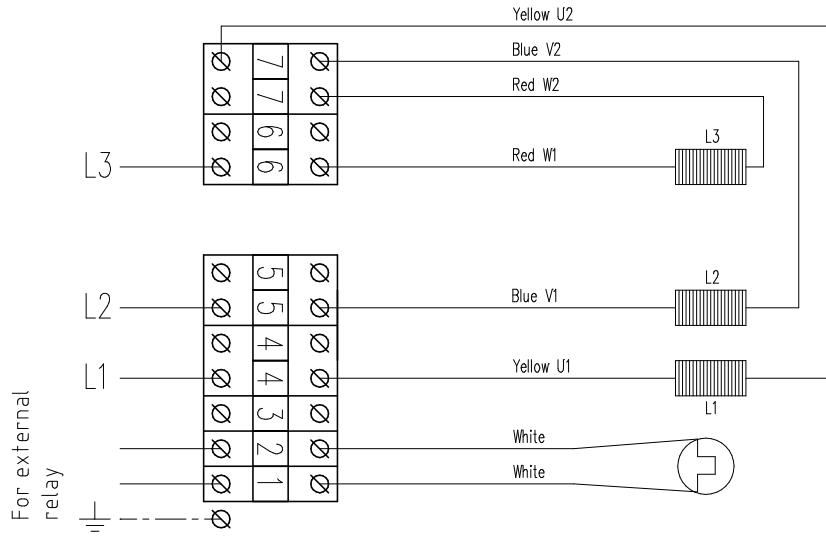 Yellow U2
Blue V2
Red W2
7
7
6
L3
6
Red W1
L3
5
L2
5
Blue V1
L2
4
L1
4
Yellow U1
L1
3
2
White
1
White
For external
relay